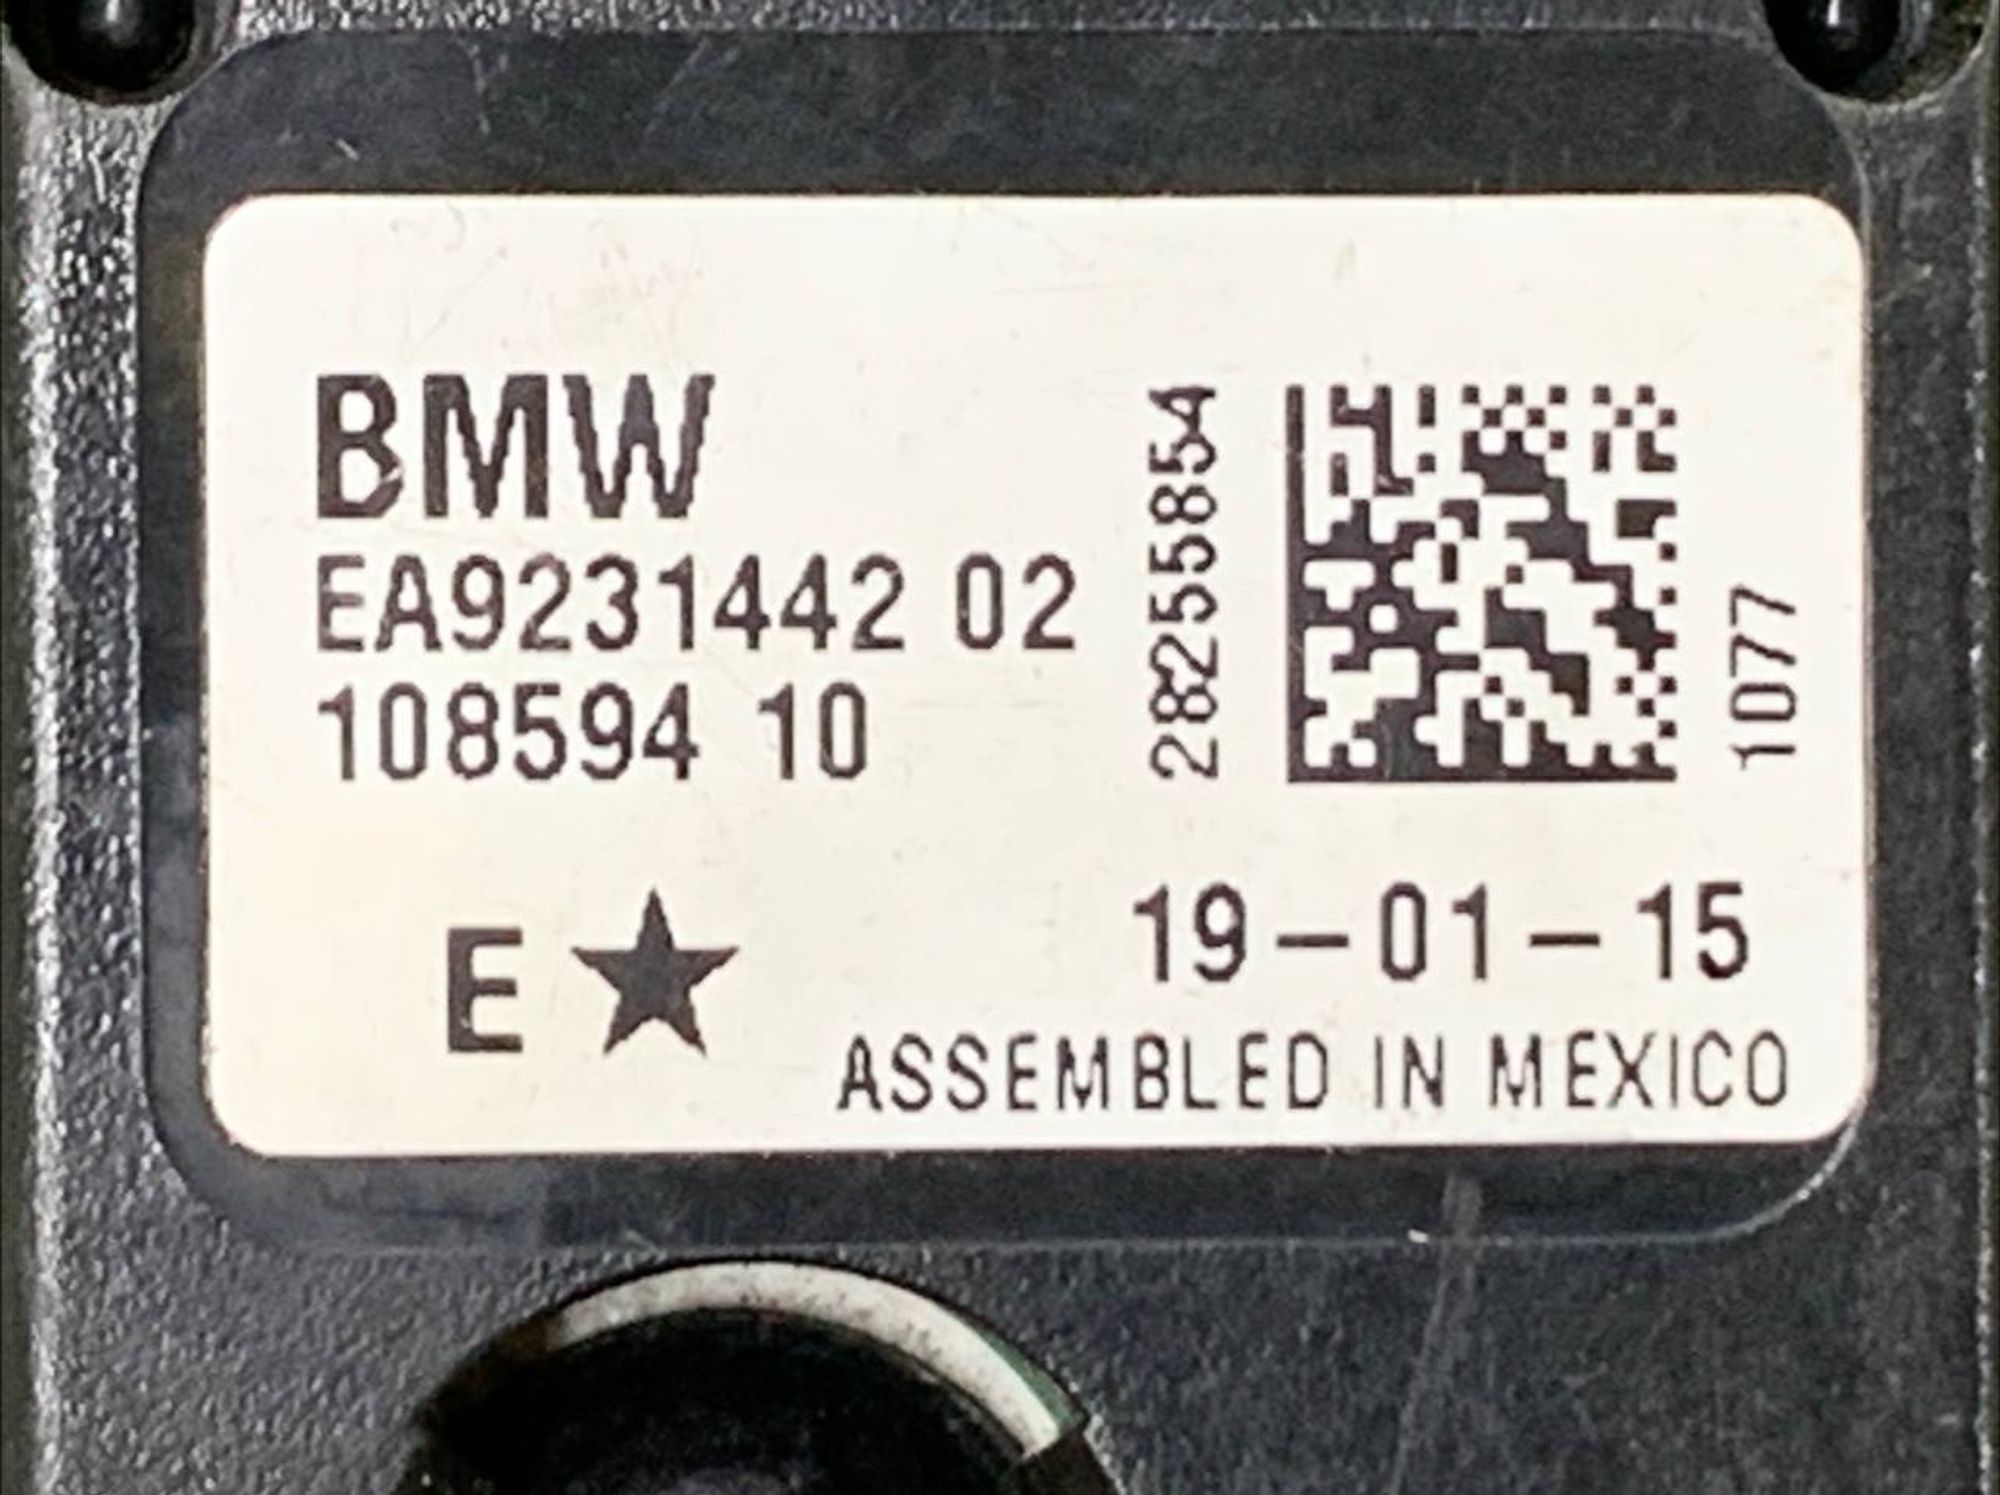 BMW
EA9231442 02
108594 10
28255854
1077
E
19-01-15
ASSEMBLED IN MEXICO